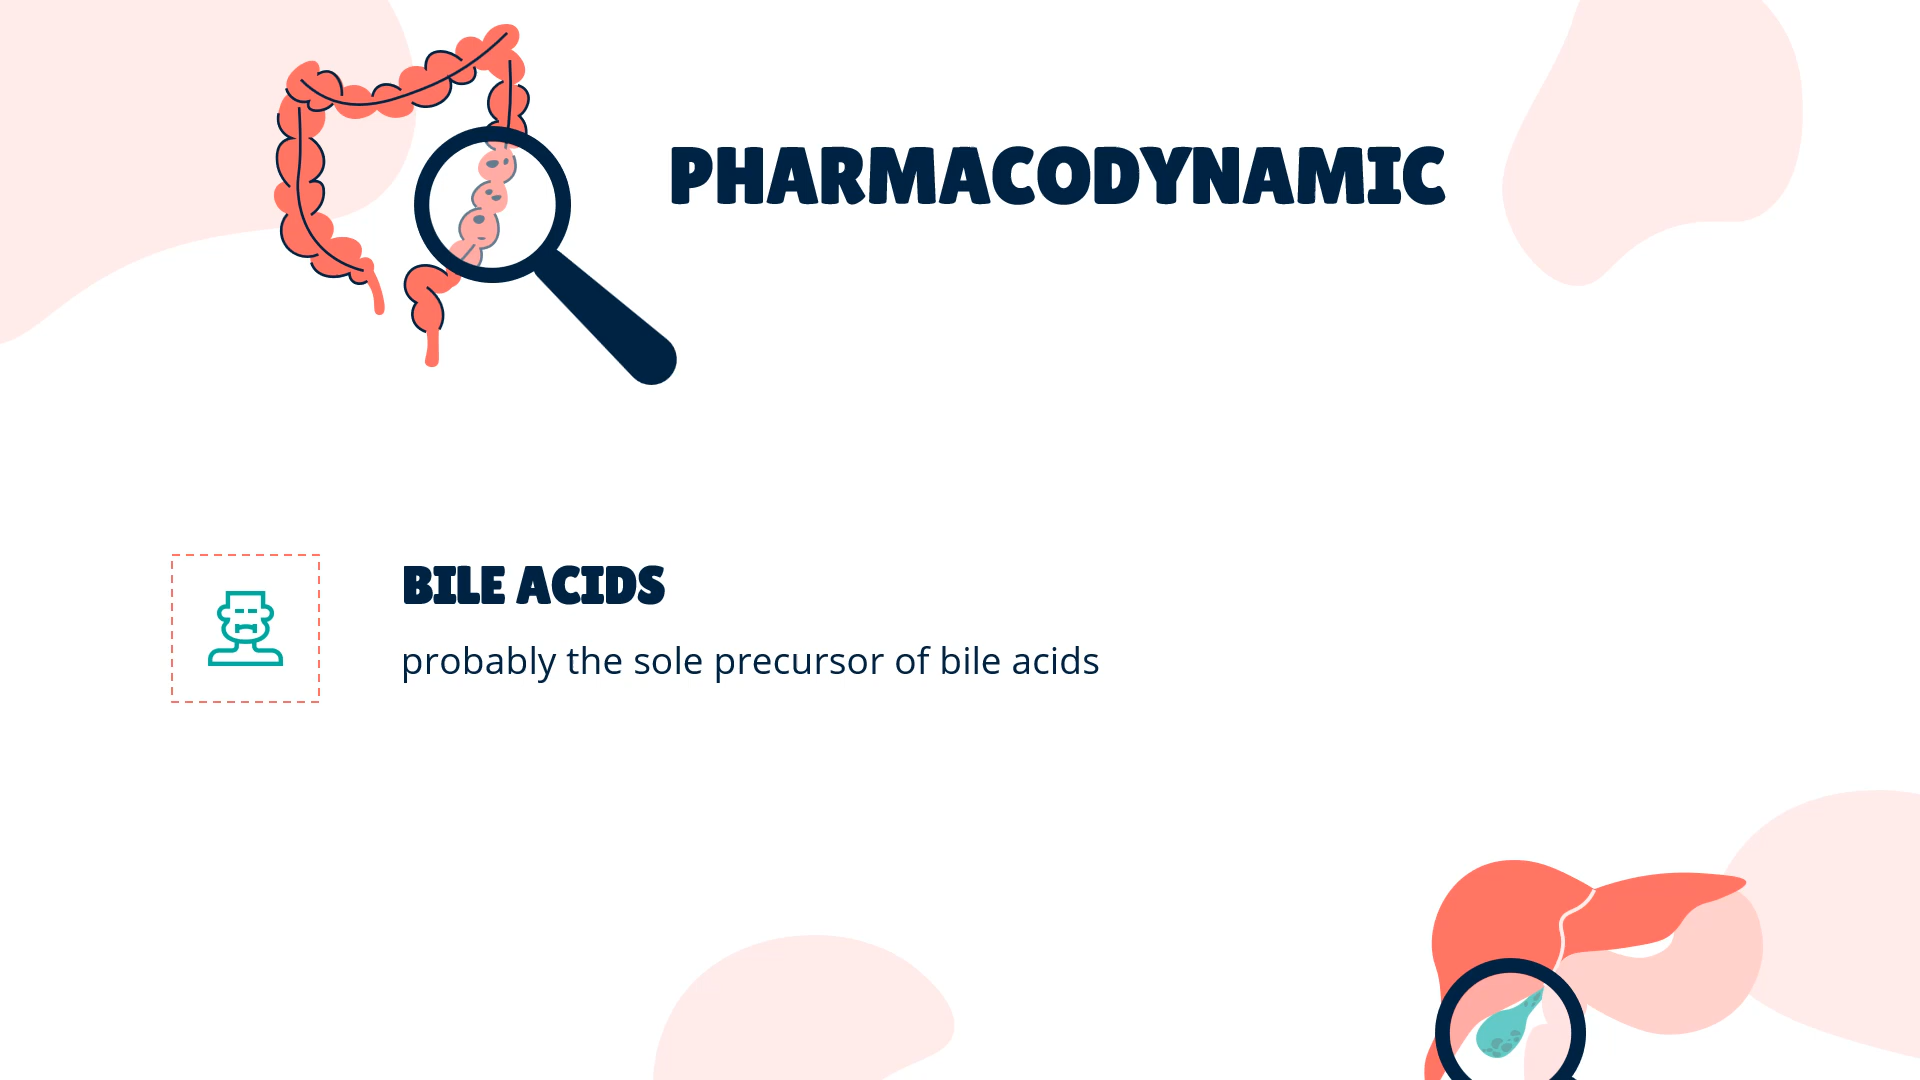 PHARMACODYNAMIC
BILE ACIDS
probably the sole precursor of bile acids